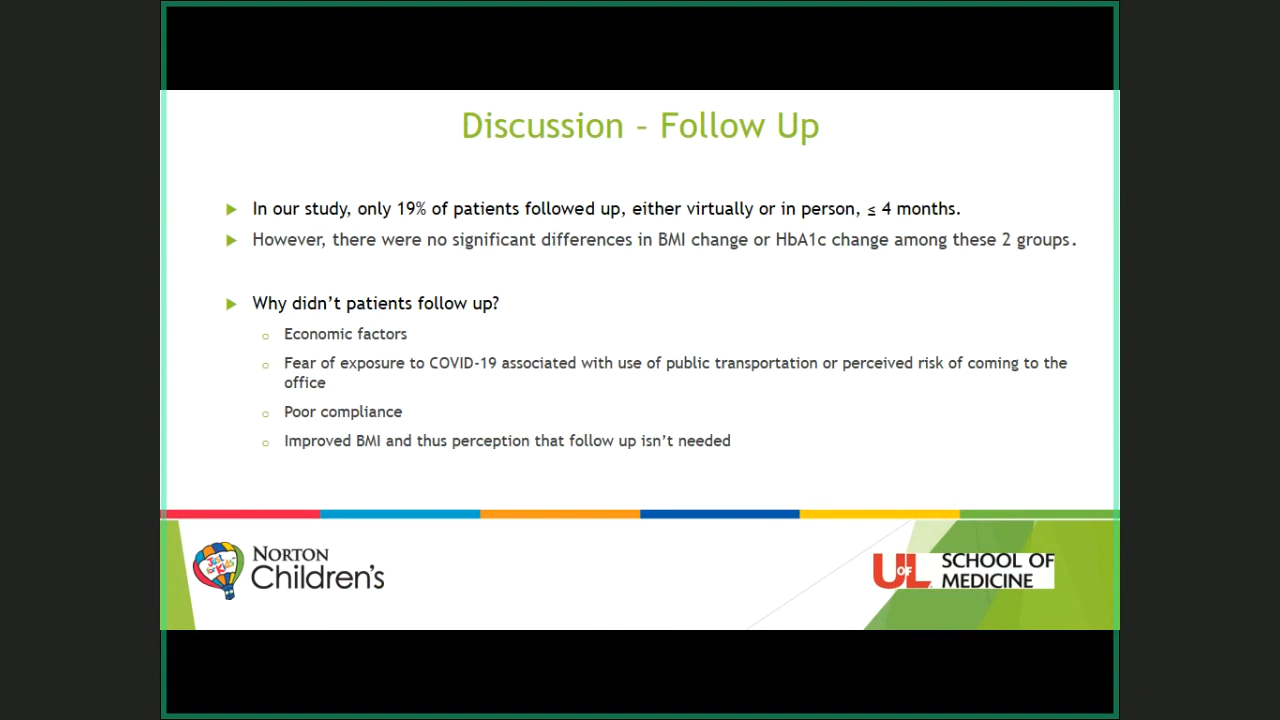 Discussion – Follow Up
In our study, only 19% of patients followed up, either virtually or in person, ≤ 4 months.
However, there were no significant differences in BMI change or HbA1c change among these 2 groups.
Why didn't patients follow up?
Economic factors
Fear of exposure to COVID-19 associated with use of public transportation or perceived risk of coming to the
office
Poor compliance
Improved BMI and thus perception that follow up isn't needed
Just
for Kids
NORTON
Children's
UofL
SCHOOL OF
MEDICINE